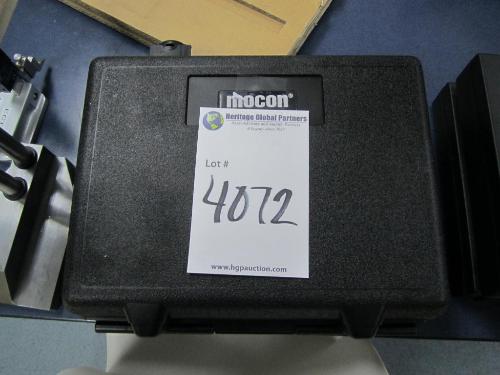 mocon®
Heritage Global Partners
Lot #
4072
www.hgpauction.com